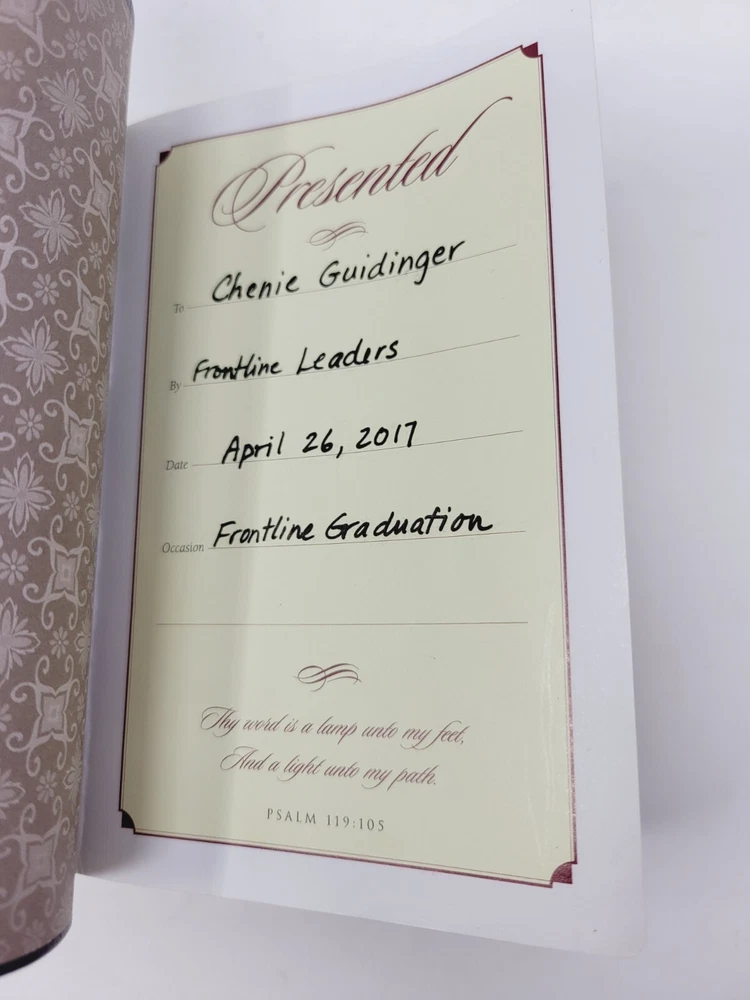 Presented
To Chenie Guidinger
By Frontline Leaders
Date April 26, 2017
Occasion Frontline Graduation
Thy word is a lamp unto my feet,
And a light unto my path.
PSALM 119:105